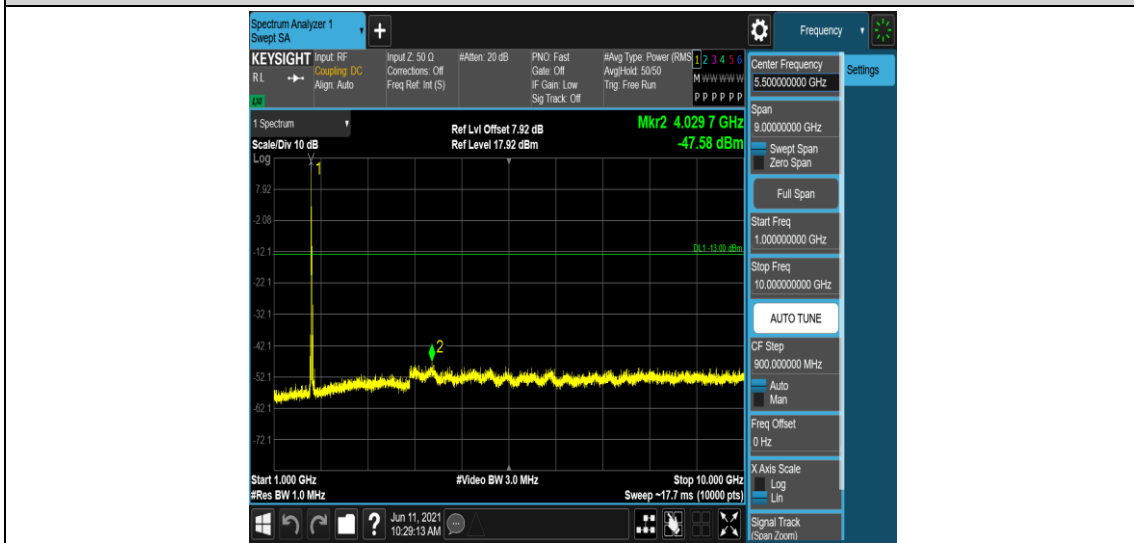 Spectrum Analyzer 1
Swept SA
+
Frequency
KEYSIGHT
R L
LXI
Input: RF
Coupling: DC
Align: Auto
Input Z: 50 Ω
Corrections: Off
Freq Ref: Int (S)
#Atten: 20 dB
PNO: Fast
Gate: Off
IF Gain: Low
Sig Track: Off
#Avg Type: Power (RMS
Avg|Hold: 50/50
Trig: Free Run
1 2 3 4 5 6
M W W W W W
P P P P P P
1 Spectrum
Scale/Div 10 dB
Log
Ref Lvl Offset 7.92 dB
Ref Level 17.92 dBm
Mkr2 4.029 7 GHz
-47.58 dBm
1
7.92
-2.08
-12.1
DL1 -13.00 dBm
-22.1
-32.1
-42.1
2
-52.1
-62.1
-72.1
Start 1.000 GHz
#Res BW 1.0 MHz
#Video BW 3.0 MHz
Stop 10.000 GHz
Sweep ~17.7 ms (10000 pts)
?
Jun 11, 2021
10:29:13 AM
Center Frequency
5.500000000 GHz
Settings
Span
9.00000000 GHz
Swept Span
Zero Span
Full Span
Start Freq
1.000000000 GHz
Stop Freq
10.000000000 GHz
AUTO TUNE
CF Step
900.000000 MHz
Auto
Man
Freq Offset
0 Hz
X Axis Scale
Log
Lin
Signal Track
(Span Zoom)